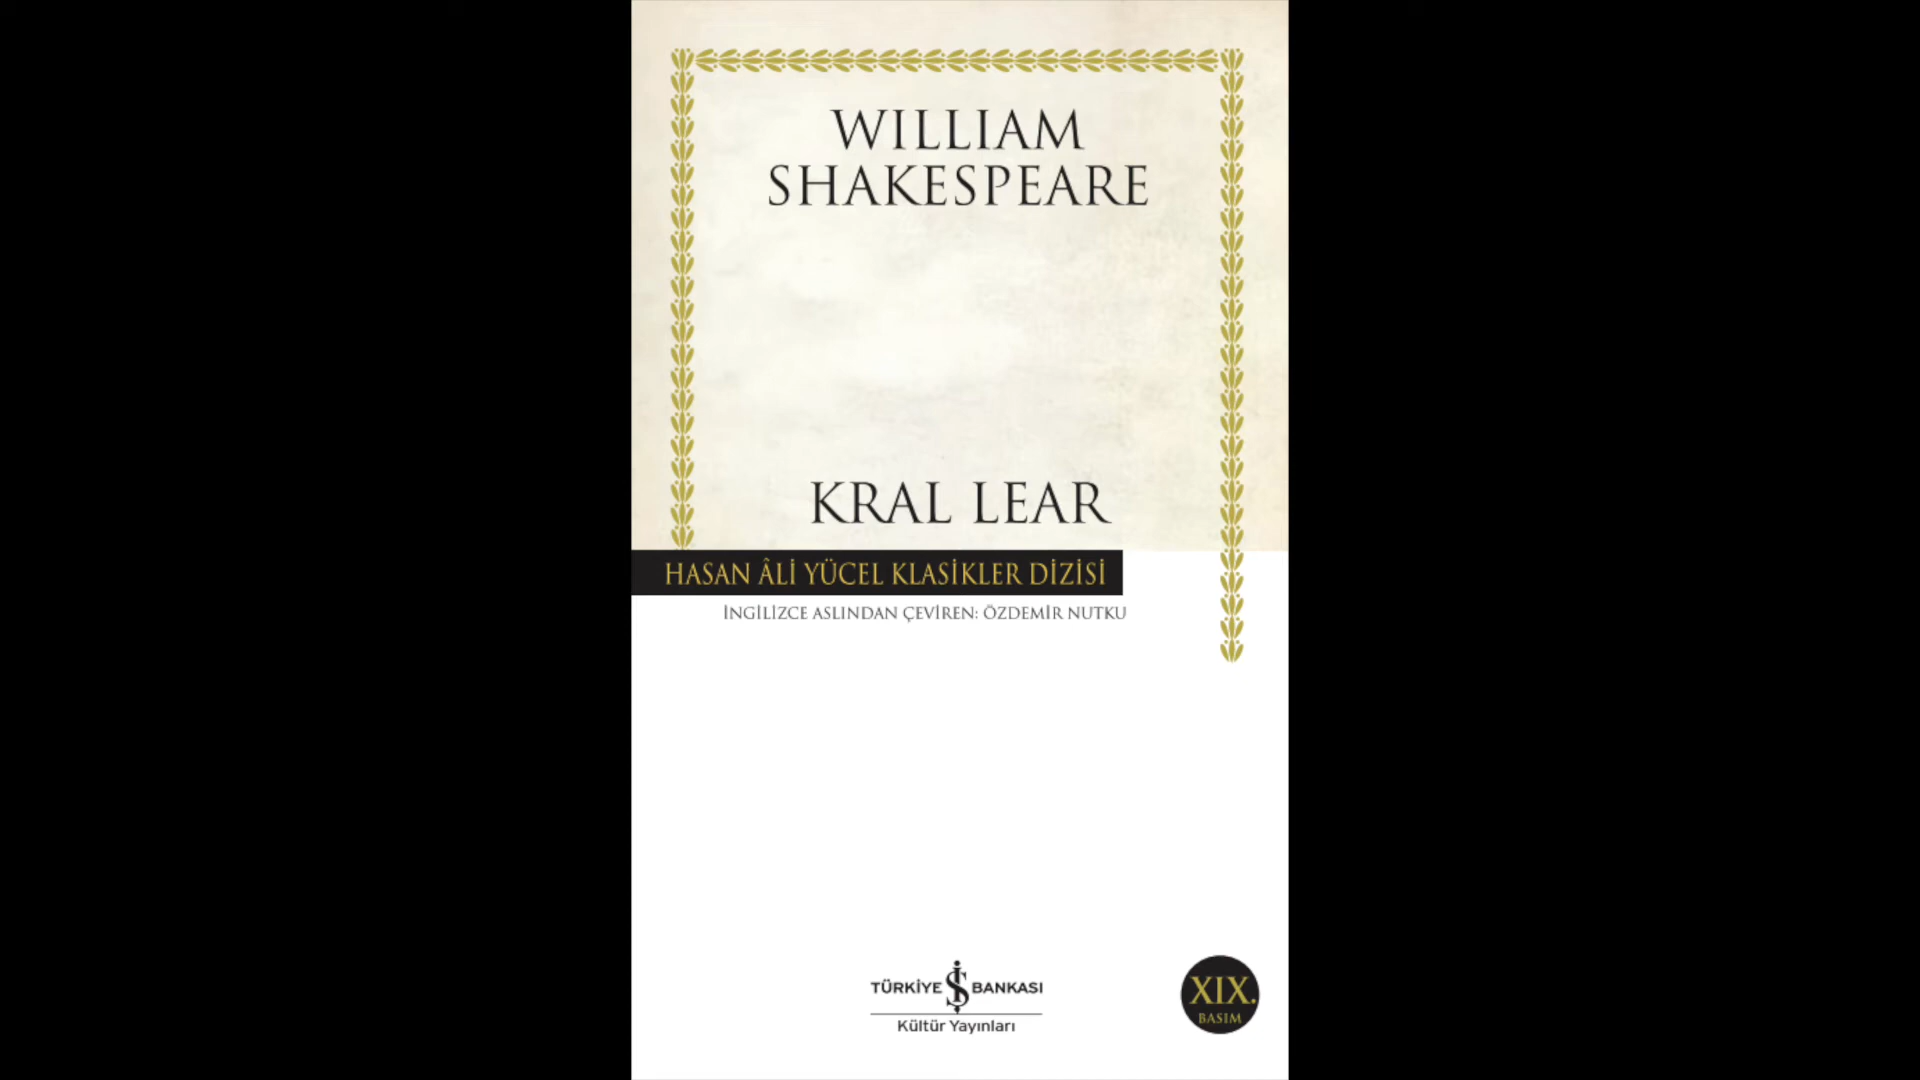 WILLIAM
SHAKESPEARE
KRAL LEAR
HASAN ÂLİ YÜCEL KLASİKLER DİZİSİ
İNGİLİZCE ASLINDAN ÇEVİREN: ÖZDEMİR NUTKU
TÜRKİYE İŞ BANKASI
Kültür Yayınları
XIX.
BASIM